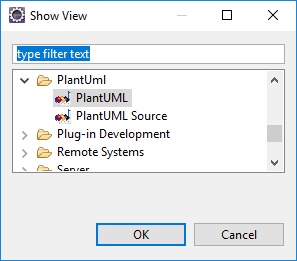 Show View
type filter text
PlantUml
PlantUML
PlantUML Source
Plug-in Development
Remote Systems
Server
OK
Cancel